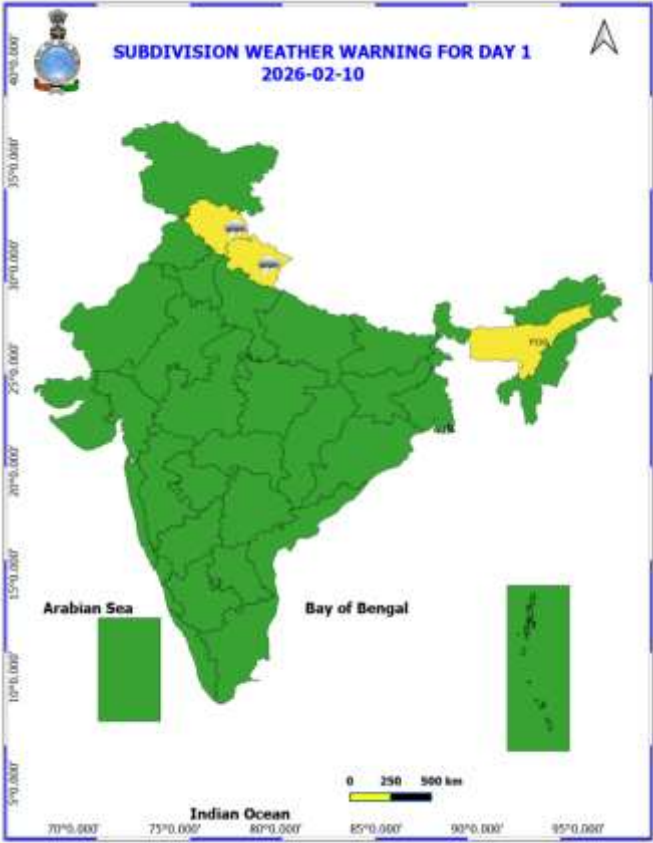 SUBDIVISION WEATHER WARNING FOR DAY 1
2026-02-10
40°0.000'
35°0.000'
30°0.000'
25°0.000'
20°0.000'
15°0.000'
10°0.000'
5°0.000'
FOG
Arabian Sea
Bay of Bengal
0 250 500 km
Indian Ocean
70°0.000' 75°0.000' 80°0.000' 85°0.000' 90°0.000' 95°0.000'